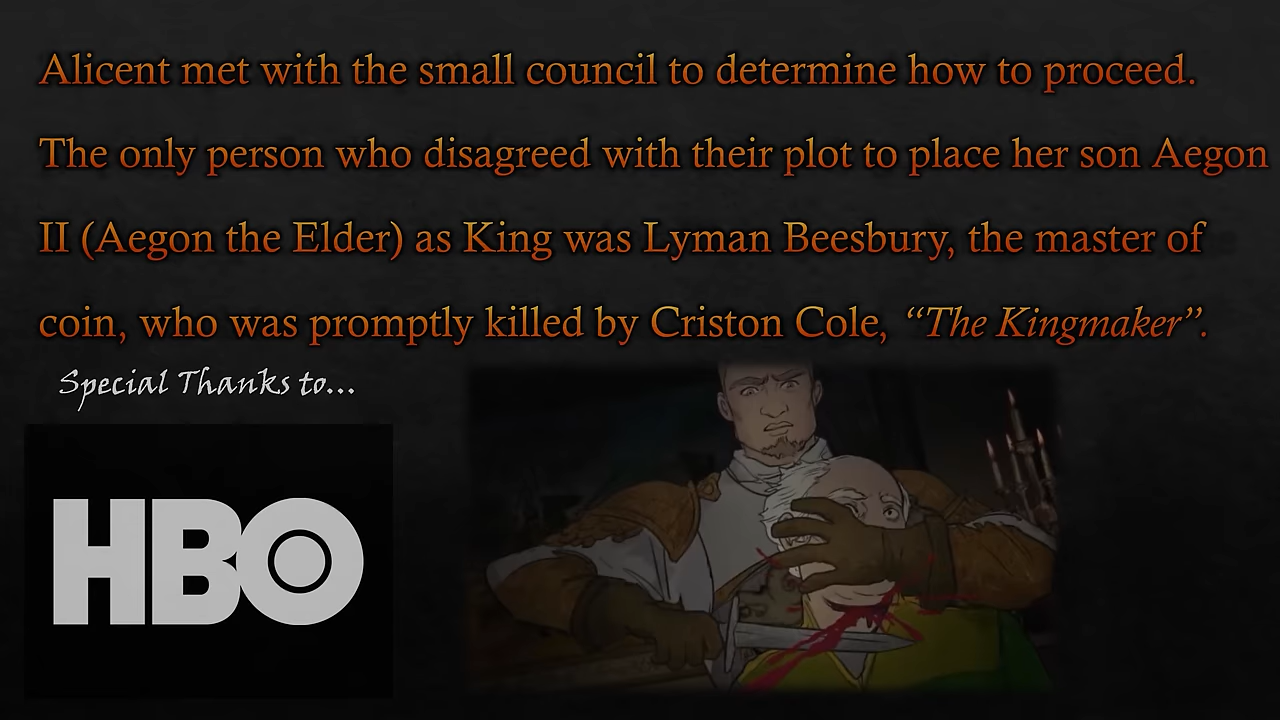 Alicent met with the small council to determine how to proceed.
The only person who disagreed with their plot to place her son Aegon
II (Aegon the Elder) as King was Lyman Beesbury, the master of
coin, who was promptly killed by Criston Cole, “The Kingmaker”.
Special Thanks to...
HBO